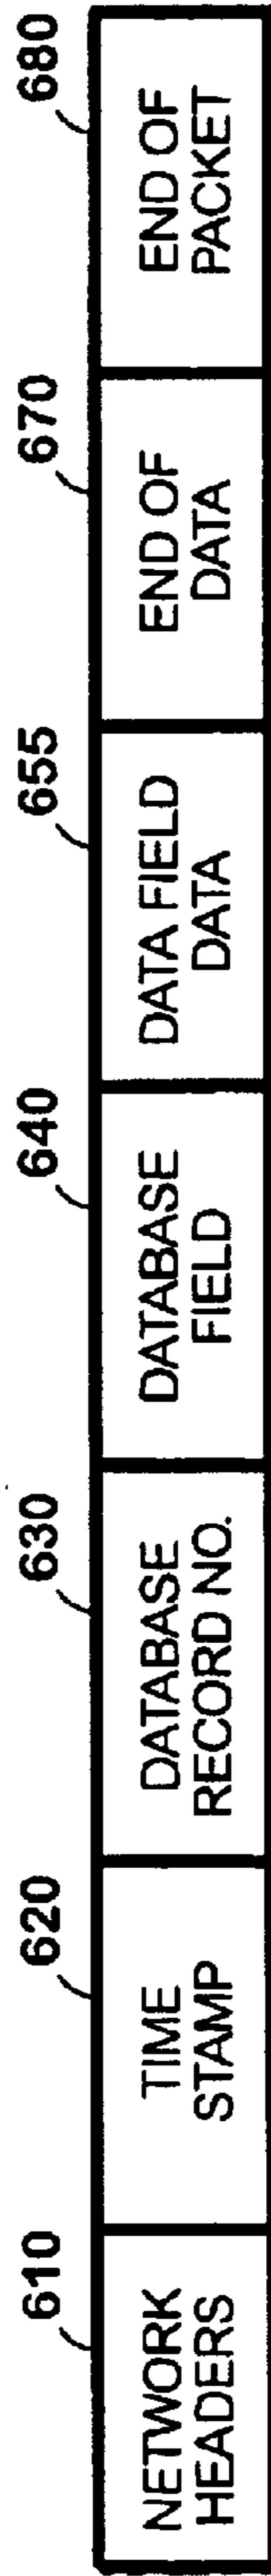 610
NETWORK
HEADERS
620
TIME
STAMP
630
DATABASE
RECORD NO.
640
DATABASE
FIELD
655
DATA FIELD
DATA
670
END OF
DATA
680
END OF
PACKET